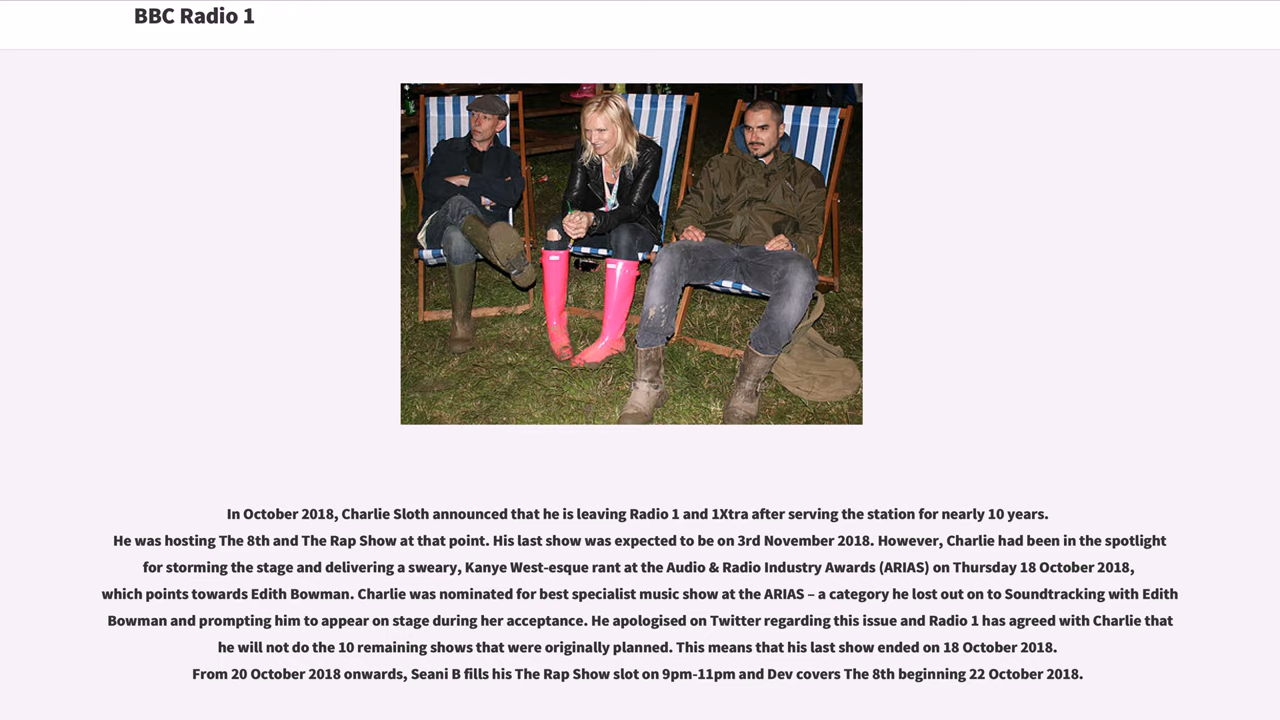 BBC Radio 1
In October 2018, Charlie Sloth announced that he is leaving Radio 1 and 1Xtra after serving the station for nearly 10 years.
He was hosting The 8th and The Rap Show at that point. His last show was expected to be on 3rd November 2018. However, Charlie had been in the spotlight
for storming the stage and delivering a sweary, Kanye West-esque rant at the Audio & Radio Industry Awards (ARIAS) on Thursday 18 October 2018,
which points towards Edith Bowman. Charlie was nominated for best specialist music show at the ARIAS – a category he lost out on to Soundtracking with Edith
Bowman and prompting him to appear on stage during her acceptance. He apologised on Twitter regarding this issue and Radio 1 has agreed with Charlie that
he will not do the 10 remaining shows that were originally planned. This means that his last show ended on 18 October 2018.
From 20 October 2018 onwards, Seani B fills his The Rap Show slot on 9pm-11pm and Dev covers The 8th beginning 22 October 2018.